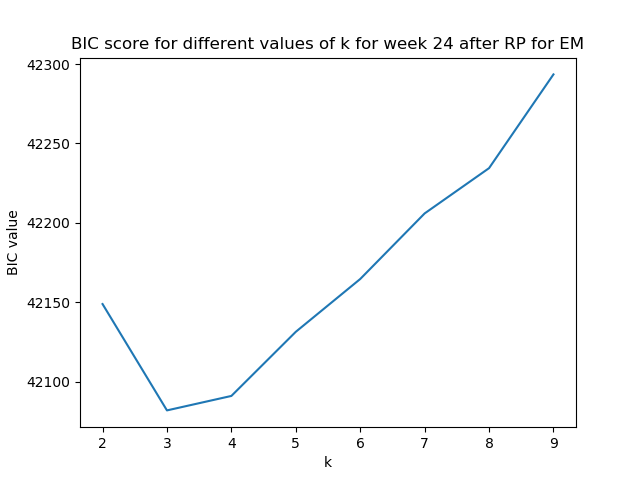 BIC score for different values of k for week 24 after RP for EM
42300
42250
42200
42150
42100
BIC value
2 3 4 5 6 7 8 9
k